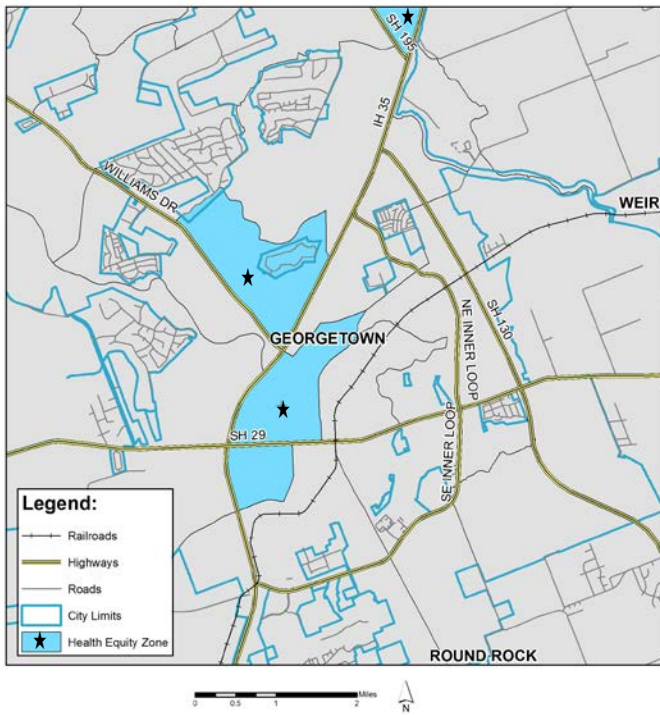 SH 195
IH 35
WILLIAMS DR
WEIR
SH 130
NE INNER LOOP
GEORGETOWN
SH 29
SE INNER LOOP
Legend:
Railroads
Highways
Roads
City Limits
Health Equity Zone
ROUND ROCK
0 0.5 1 2 Miles
N